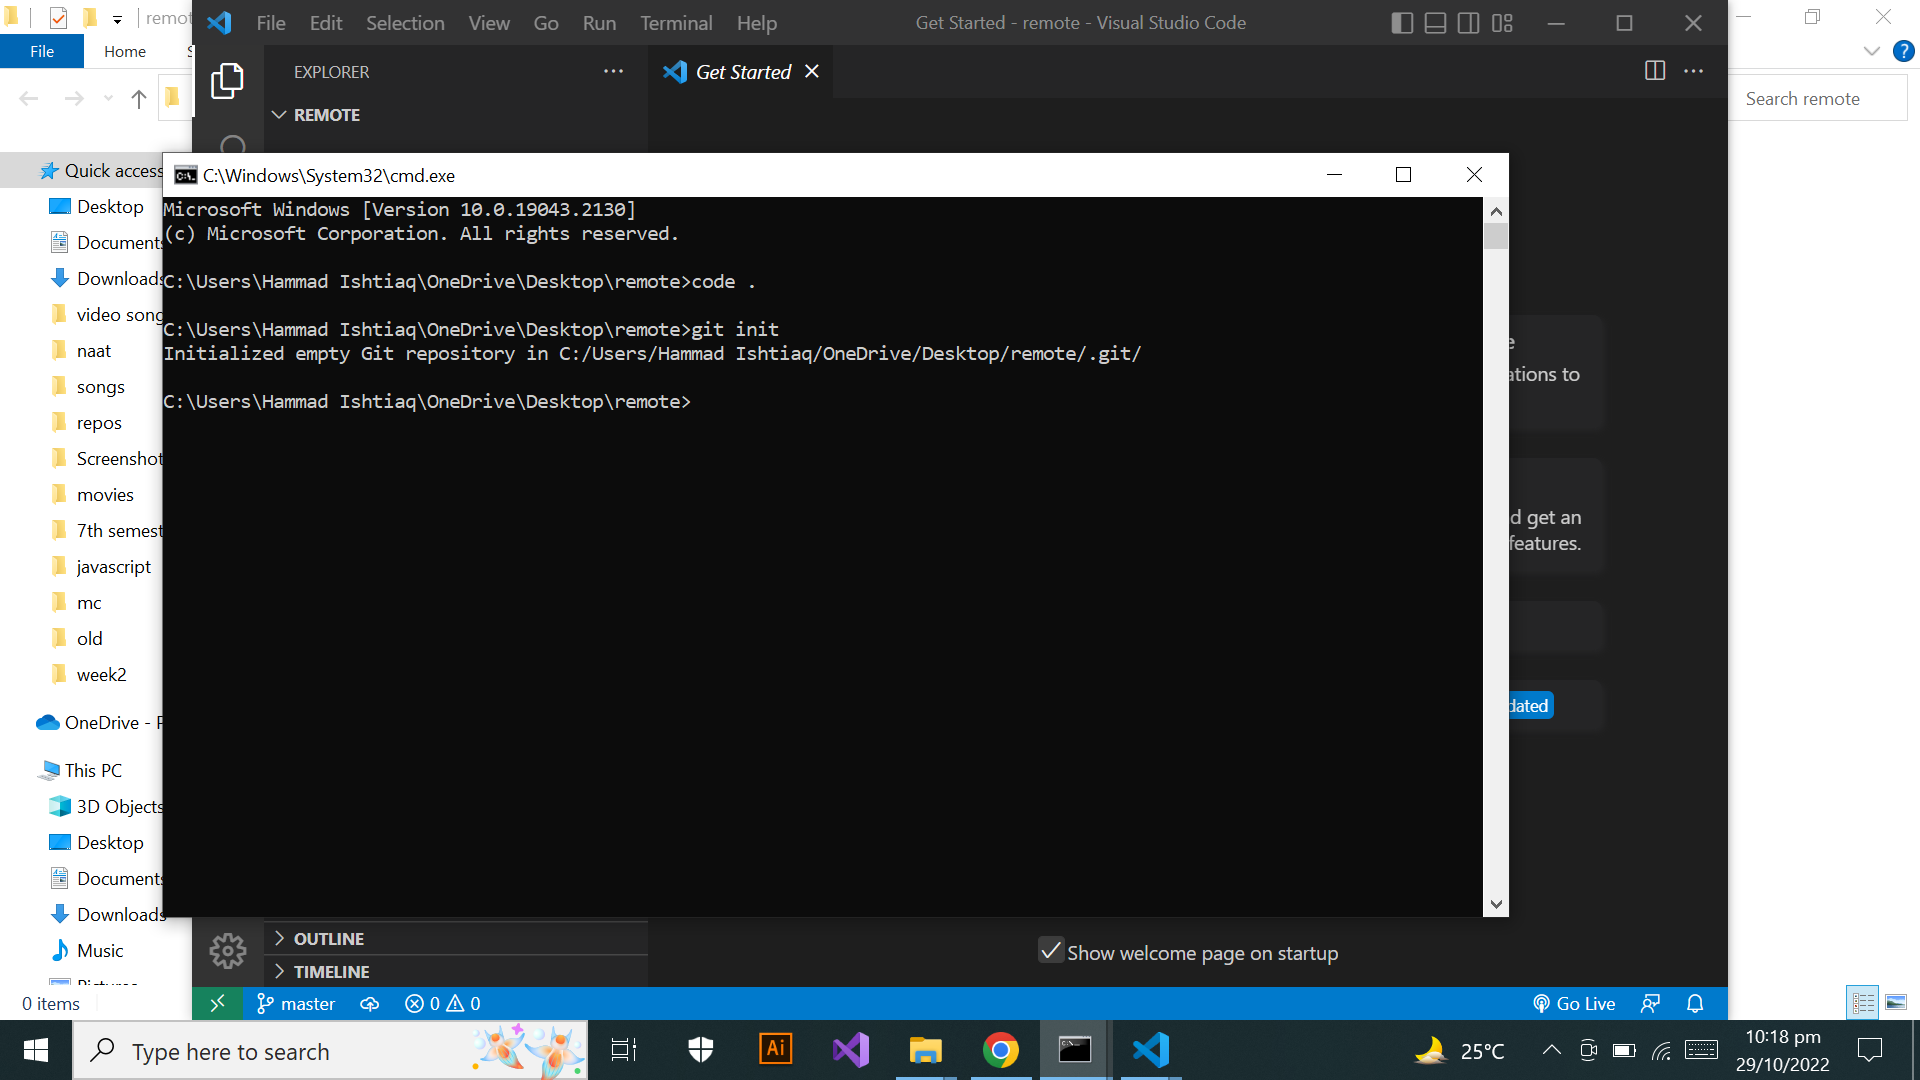 File Edit Selection View Go Run Terminal Help
Get Started - remote - Visual Studio Code
File Home
EXPLORER
Get Started
REMOTE
Search remote
C:\Windows\System32\cmd.exe
Microsoft Windows [Version 10.0.19043.2130]
(c) Microsoft Corporation. All rights reserved.
C:\Users\Hammad Ishtiaq\OneDrive\Desktop\remote>code .
C:\Users\Hammad Ishtiaq\OneDrive\Desktop\remote>git init
Initialized empty Git repository in C:/Users/Hammad Ishtiaq/OneDrive/Desktop/remote/.git/
C:\Users\Hammad Ishtiaq\OneDrive\Desktop\remote>
Quick access
Desktop
Documents
Downloads
video song
naat
songs
repos
Screenshot
movies
7th semest
javascript
mc
old
week2
OneDrive - P
This PC
3D Objects
Desktop
Documents
Downloads
Music
0 items
ations to
d get an
features.
dated
OUTLINE
TIMELINE
Show welcome page on startup
master 0 0
Go Live
Type here to search
Ai
25°C
10:18 pm
29/10/2022